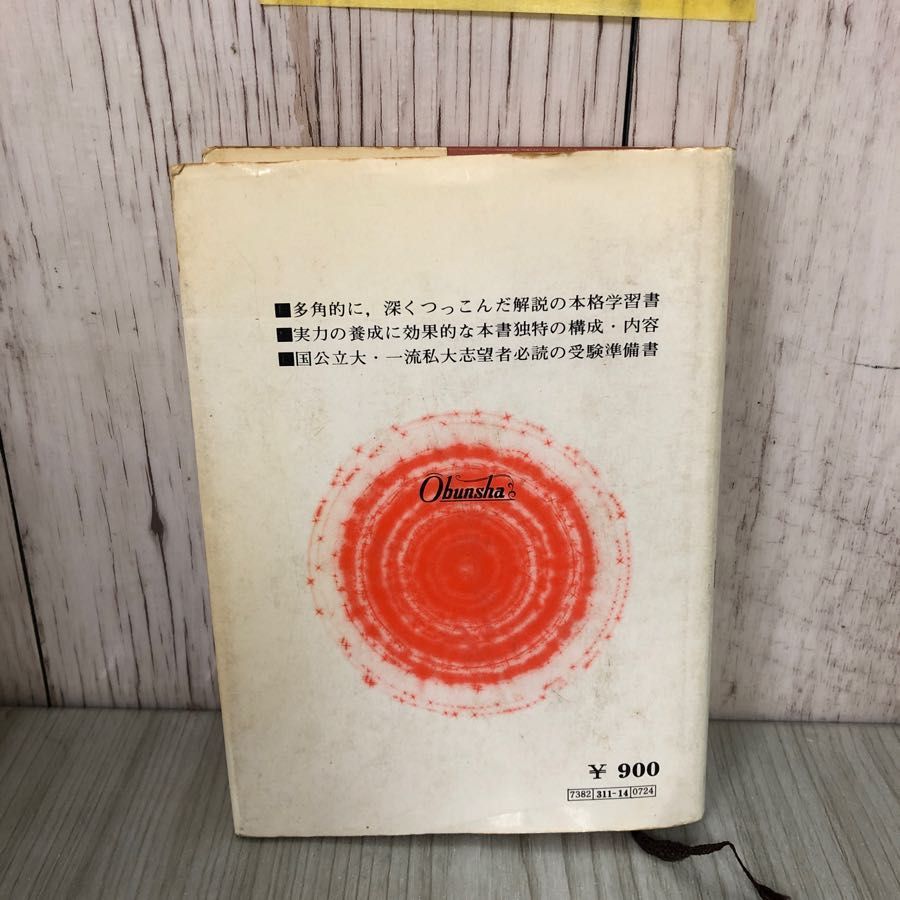 ■多角的に，深くつっこんだ解説の本格学習書
■実力の養成に効果的な本書独特の構成・内容
■国公立大・一流私大志望者必読の受験準備書
Obunsha
¥ 900
7382 311-14 0724